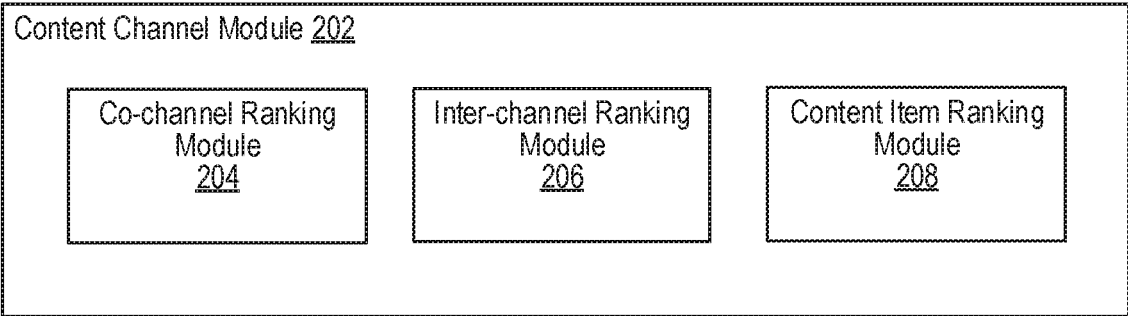 Content Channel Module 202
Co-channel Ranking
Module
204
Inter-channel Ranking
Module
206
Content Item Ranking
Module
208